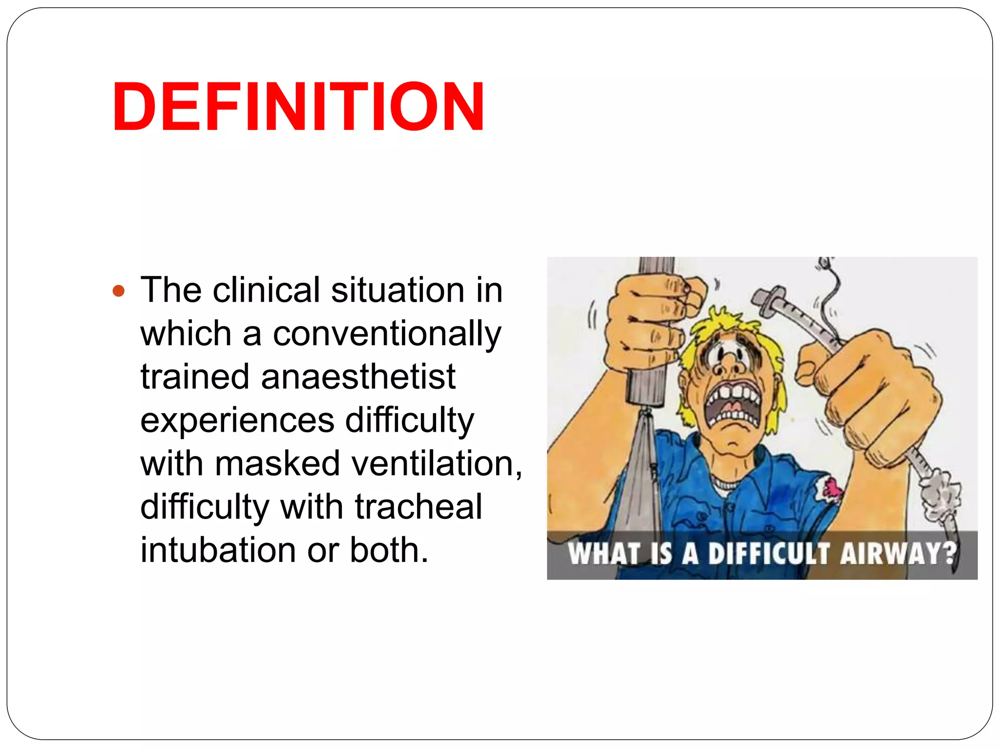 DEFINITION
• The clinical situation in
which a conventionally
trained anaesthetist
experiences difficulty
with masked ventilation,
difficulty with tracheal
intubation or both.
WHAT IS A DIFFICULT AIRWAY?